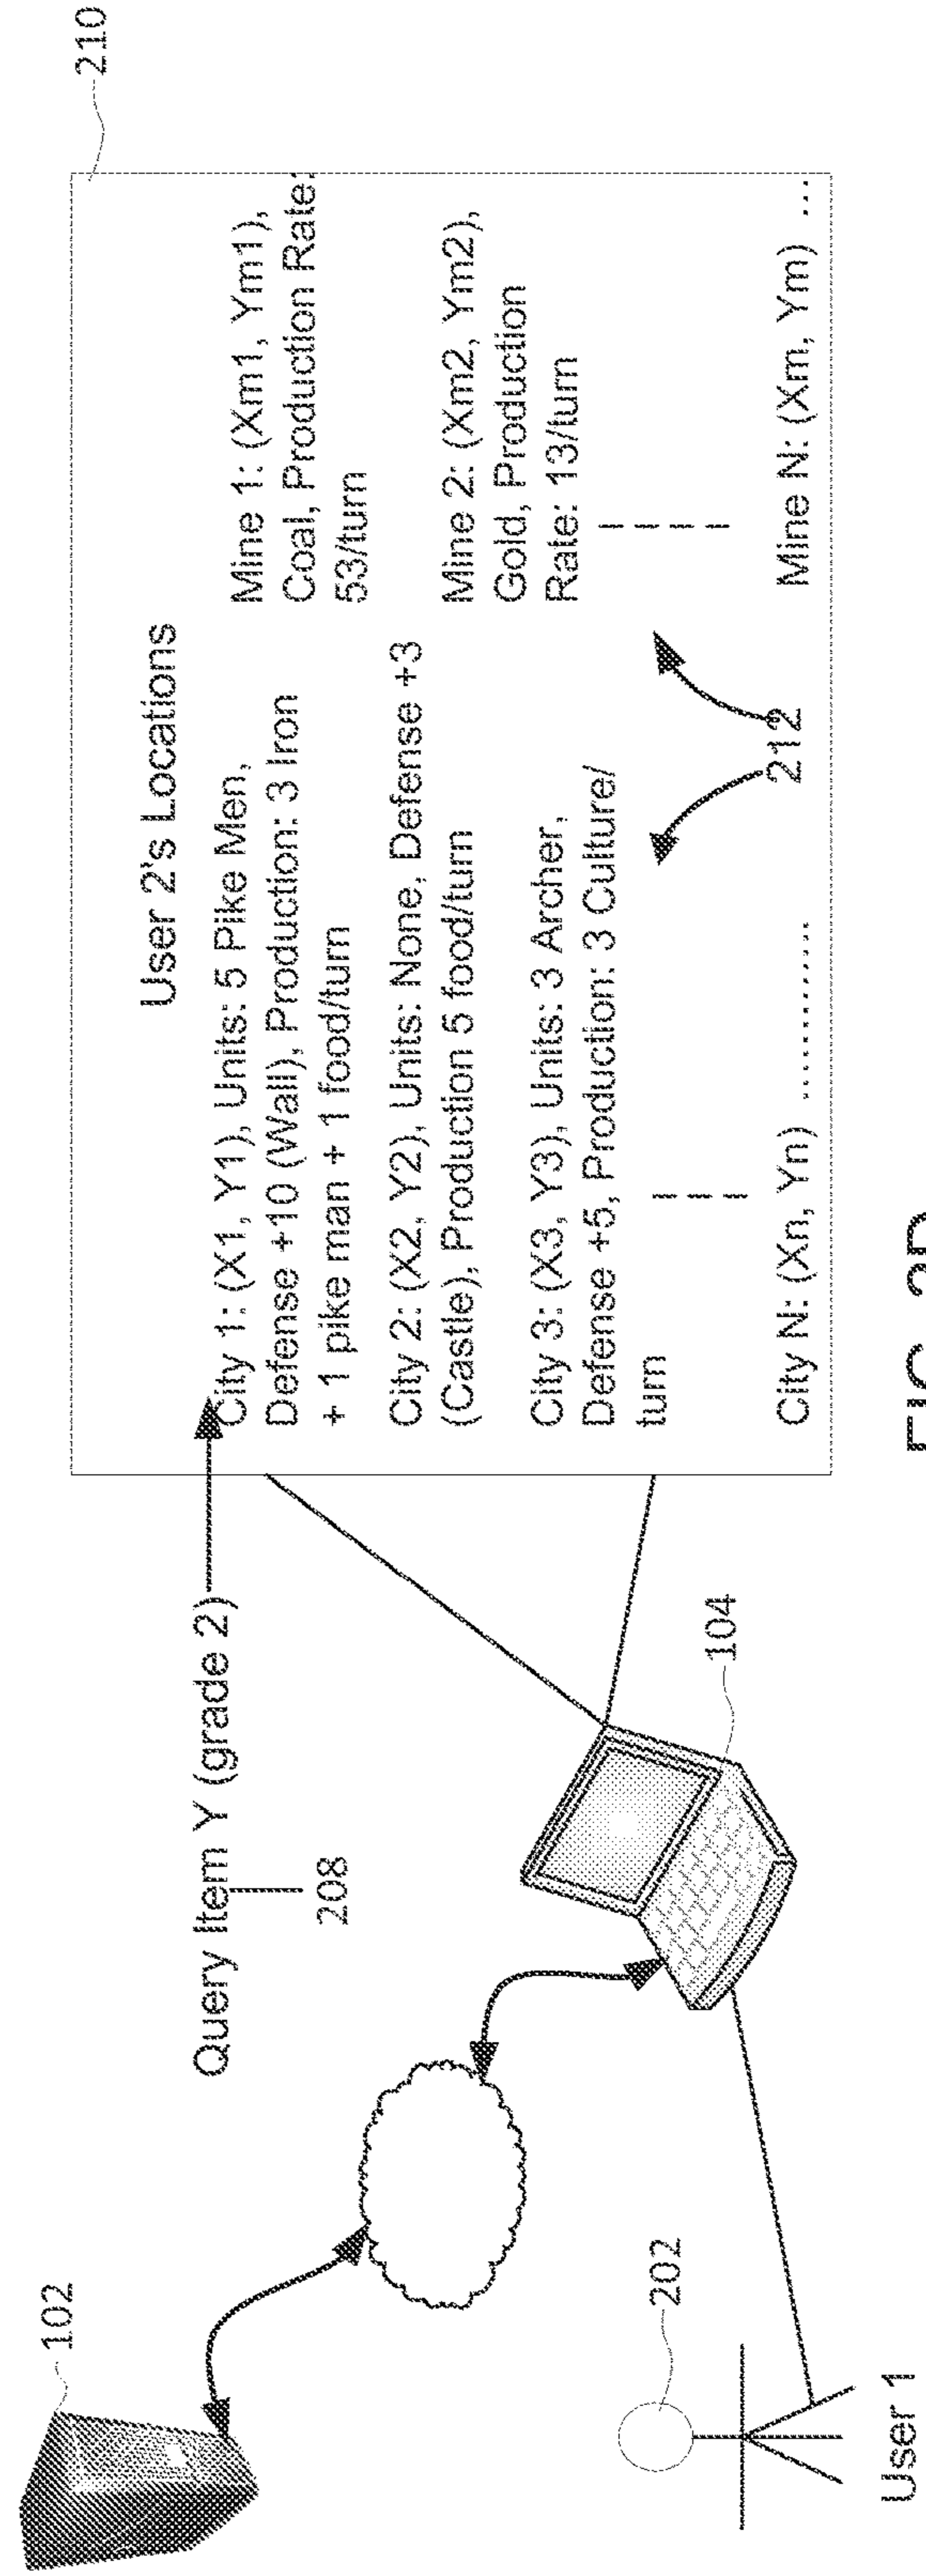 102
Query Item Y (grade 2)
208
202
User 1
104
210
User 2's Locations
City 1: (X1, Y1), Units: 5 Pike Men,
Defense +10 (Wall), Production: 3 Iron
+ 1 pike man + 1 food/turn
City 2: (X2, Y2), Units: None, Defense +3
(Castle), Production 5 food/turn
City 3: (X3, Y3), Units: 3 Archer,
Defense +5, Production: 3 Culture/
turn
City N: (Xn, Yn) ............
212
Mine 1: (Xm1, Ym1),
Coal, Production Rate:
53/turn
Mine 2: (Xm2, Ym2),
Gold, Production
Rate: 13/turn
Mine N: (Xm, Ym) ...